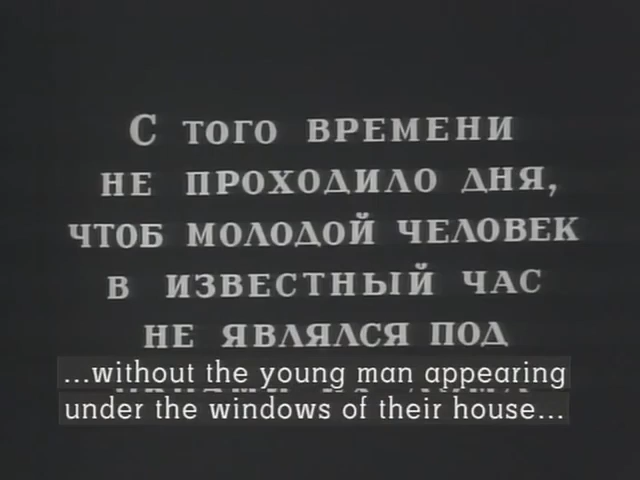 С ТОГО ВРЕМЕНИ
НЕ ПРОХОДИЛО ДНЯ,
ЧТОБ МОЛОДОЙ ЧЕЛОВЕК
В ИЗВЕСТНЫЙ ЧАС
НЕ ЯВЛЯЛСЯ ПОД
...without the young man appearing
under the windows of their house...